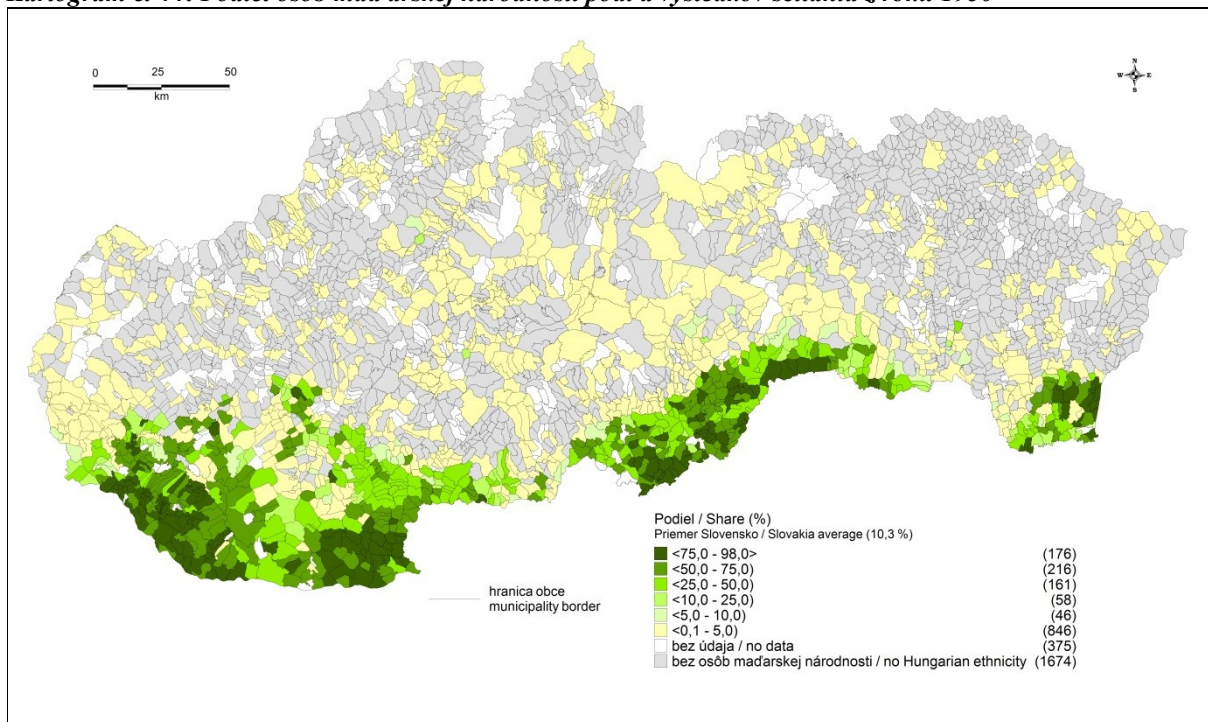 0 25 50
km
N
W E
S
Podiel / Share (%)
Priemer Slovensko / Slovakia average (10,3 %)
<75,0 - 98,0> (176)
<50,0 - 75,0) (216)
<25,0 - 50,0) (161)
<10,0 - 25,0) (58)
<5,0 - 10,0) (46)
<0,1 - 5,0) (846)
bez údaja / no data (375)
bez osôb maďarskej národnosti / no Hungarian ethnicity (1674)
hranica obce
municipality border